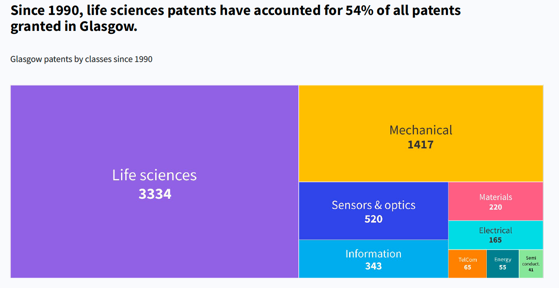 Since 1990, life sciences patents have accounted for 54% of all patents
granted in Glasgow.
Glasgow patents by classes since 1990
Life sciences
3334
Mechanical
1417
Sensors & optics
520
Information
343
Materials
220
Electrical
165
TelCom
65
Energy
55
Semi
conduct.
41